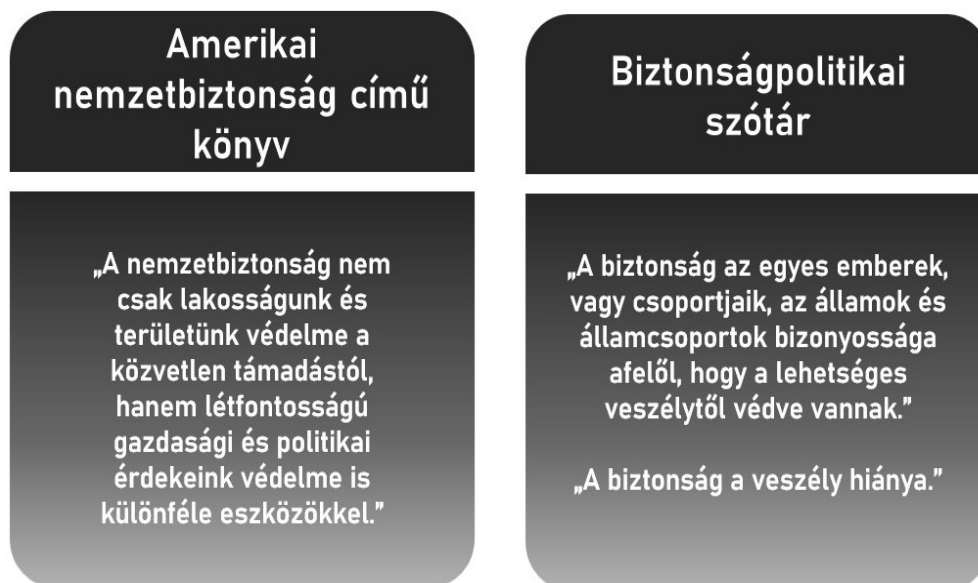 Amerikai
nemzetbiztonság című
könyv
„A nemzetbiztonság nem
csak lakosságunk és
területünk védelme a
közvetlen támadástól,
hanem létfontosságú
gazdasági és politikai
érdekeink védelme is
különféle eszközökkel.”
Biztonságpolitikai
szótár
„A biztonság az egyes emberek,
vagy csoportjaik, az államok és
államcsoportok bizonyossága
afelől, hogy a lehetséges
veszélytől védve vannak.”
„A biztonság a veszély hiánya.”